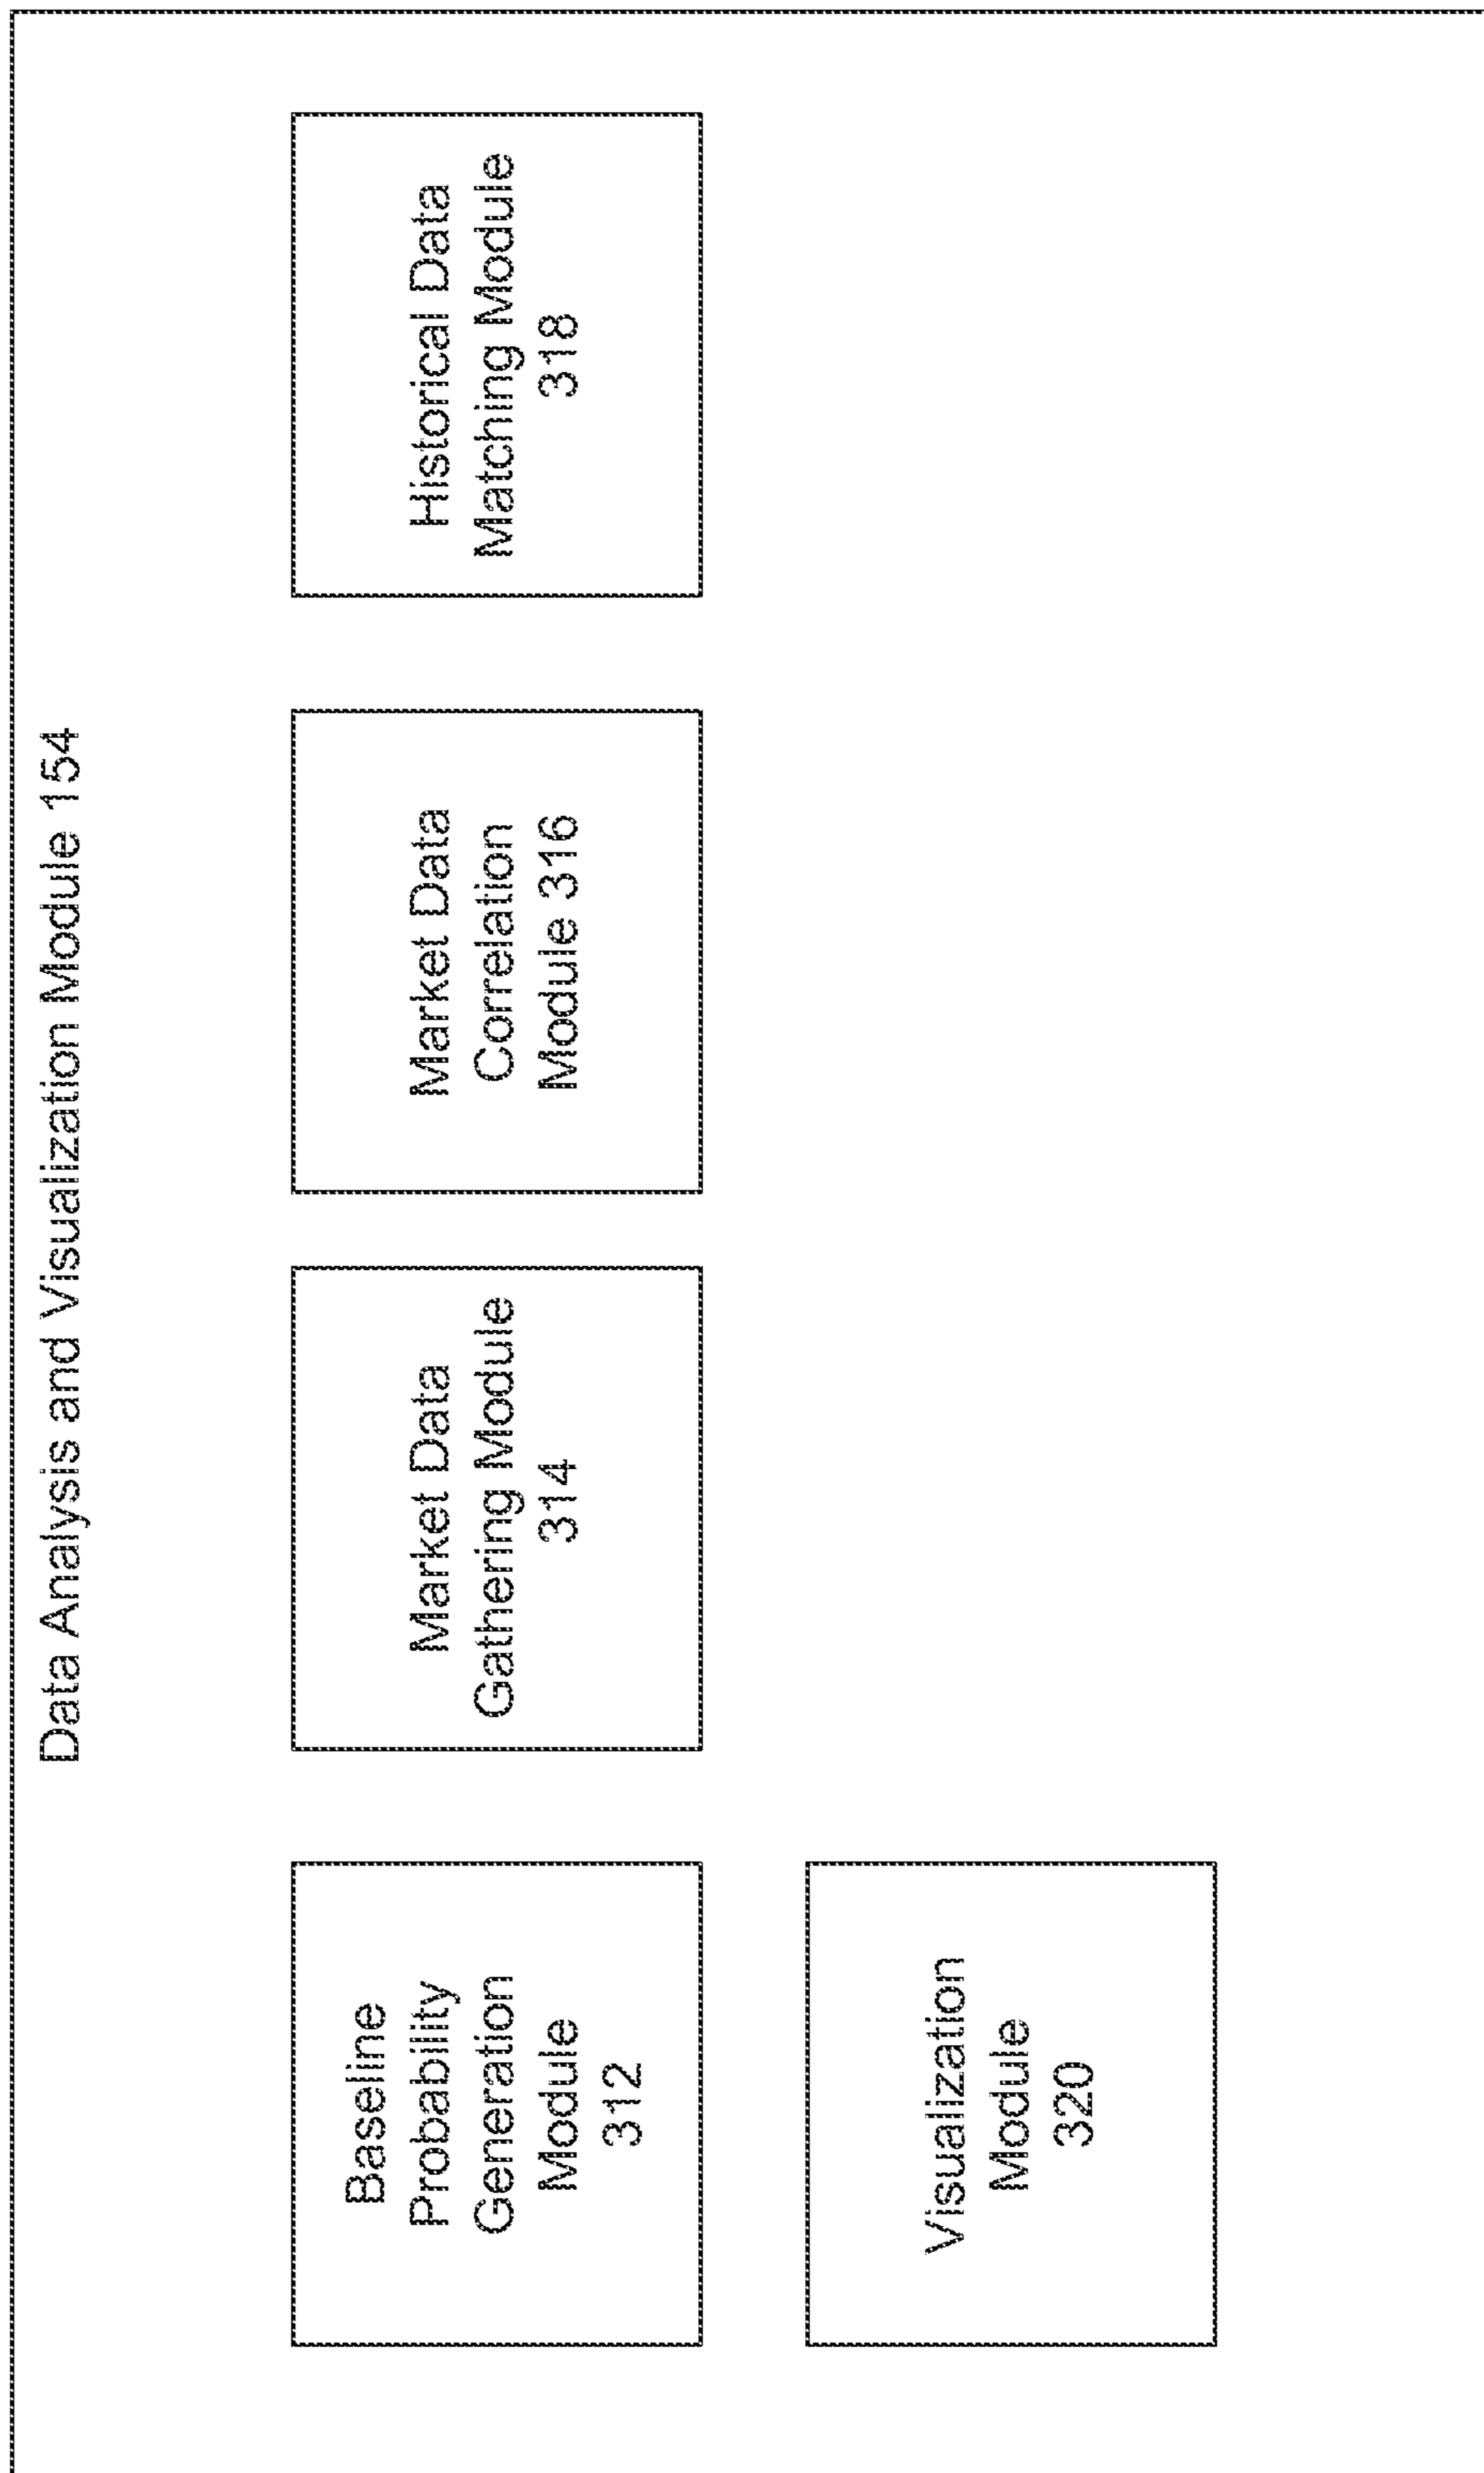 Data Analysis and Visualization Module 154
Baseline
Probability
Generation
Module
312
Market Data
Gathering Module
314
Market Data
Correlation
Module 316
Historical Data
Matching Module
318
Visualization
Module
320